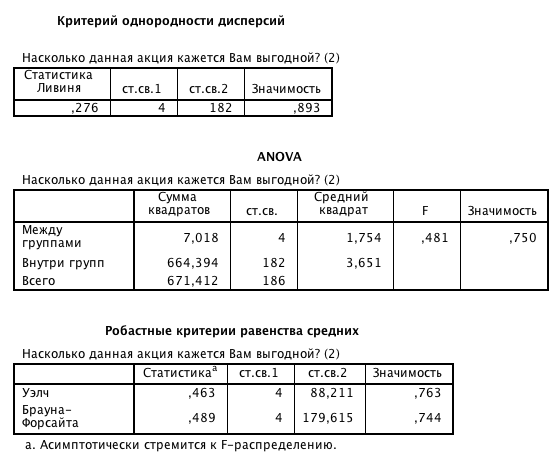 Критерий однородности дисперсий
Насколько данная акция кажется Вам выгодной? (2)
Статистика Ливиня ст.св.1 ст.св.2 Значимость
,276 4 182 ,893
ANOVA
Насколько данная акция кажется Вам выгодной? (2)
Сумма квадратов ст.св. Средний квадрат F Значимость
Между группами 7,018 4 1,754 ,481 ,750
Внутри групп 664,394 182 3,651
Всего 671,412 186
Робастные критерии равенства средних
Насколько данная акция кажется Вам выгодной? (2)
Статистикаа ст.св.1 ст.св.2 Значимость
Уэлч ,463 4 88,211 ,763
Брауна-Форсайта ,489 4 179,615 ,744
а. Асимптотически стремится к F-распределению.